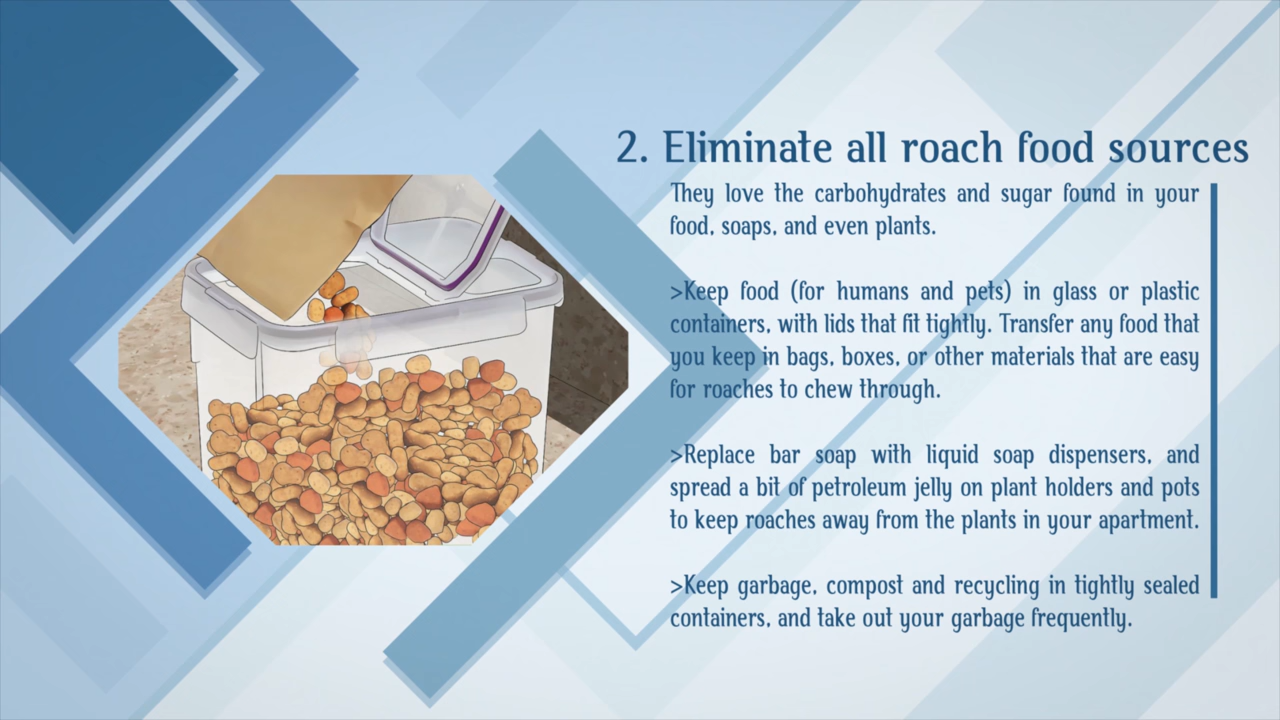 2. Eliminate all roach food sources
They love the carbohydrates and sugar found in your
food, soaps, and even plants.
>Keep food (for humans and pets) in glass or plastic
containers, with lids that fit tightly. Transfer any food that
you keep in bags, boxes, or other materials that are easy
for roaches to chew through.
>Replace bar soap with liquid soap dispensers, and
spread a bit of petroleum jelly on plant holders and pots
to keep roaches away from the plants in your apartment.
>Keep garbage, compost and recycling in tightly sealed
containers, and take out your garbage frequently.